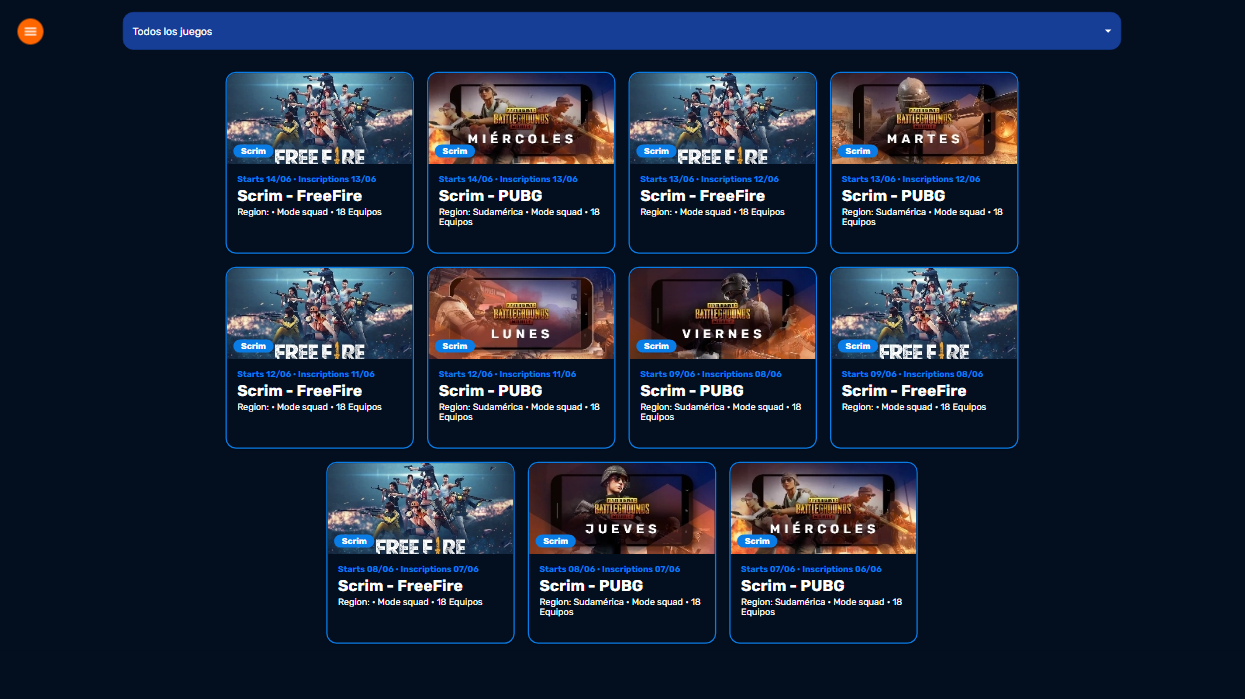 Todos los juegos
FREE FIRE
Scrim
Starts 14/06 • Inscriptions 13/06
Scrim - FreeFire
Region: • Mode squad • 18 Equipos
BATTLEGROUNDS
MIÉRCOLES
Scrim
Starts 14/06 • Inscriptions 13/06
Scrim - PUBG
Region: Sudamérica • Mode squad • 18
Equipos
FREE FIRE
Scrim
Starts 13/06 • Inscriptions 12/06
Scrim - FreeFire
Region: • Mode squad • 18 Equipos
BATTLEGROUNDS
MARTES
Scrim
Starts 13/06 • Inscriptions 12/06
Scrim - PUBG
Region: Sudamérica • Mode squad • 18
Equipos
FREE FIRE
Scrim
Starts 12/06 • Inscriptions 11/06
Scrim - FreeFire
Region: • Mode squad • 18 Equipos
BATTLEGROUNDS
LUNES
Scrim
Starts 12/06 • Inscriptions 11/06
Scrim - PUBG
Region: Sudamérica • Mode squad • 18
Equipos
BATTLEGROUNDS
VIERNES
Scrim
Starts 09/06 • Inscriptions 08/06
Scrim - PUBG
Region: Sudamérica • Mode squad • 18
Equipos
FREE FIRE
Scrim
Starts 09/06 • Inscriptions 08/06
Scrim - FreeFire
Region: • Mode squad • 18 Equipos
FREE FIRE
Scrim
Starts 08/06 • Inscriptions 07/06
Scrim - FreeFire
Region: • Mode squad • 18 Equipos
BATTLEGROUNDS
JUEVES
Scrim
Starts 08/06 • Inscriptions 07/06
Scrim - PUBG
Region: Sudamérica • Mode squad • 18
Equipos
BATTLEGROUNDS
MIÉRCOLES
Scrim
Starts 07/06 • Inscriptions 06/06
Scrim - PUBG
Region: Sudamérica • Mode squad • 18
Equipos